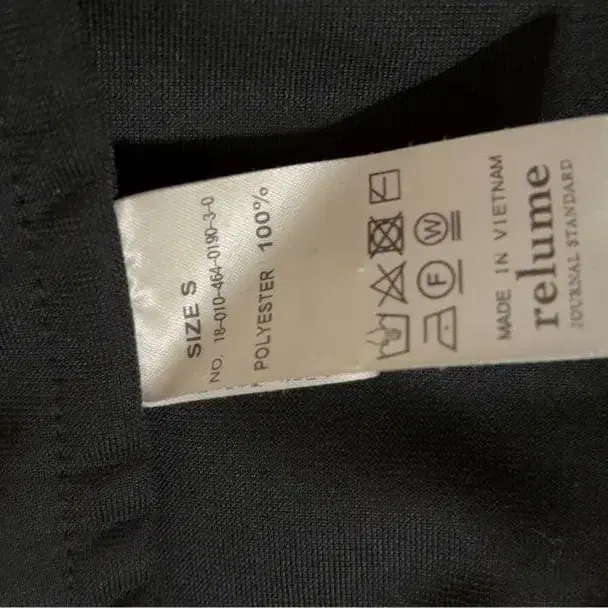 SIZE S
NO. 18-010-464-0190-3-0
POLYESTER 100%
F W
MADE IN VIETNAM
relume
JOURNAL STANDARD